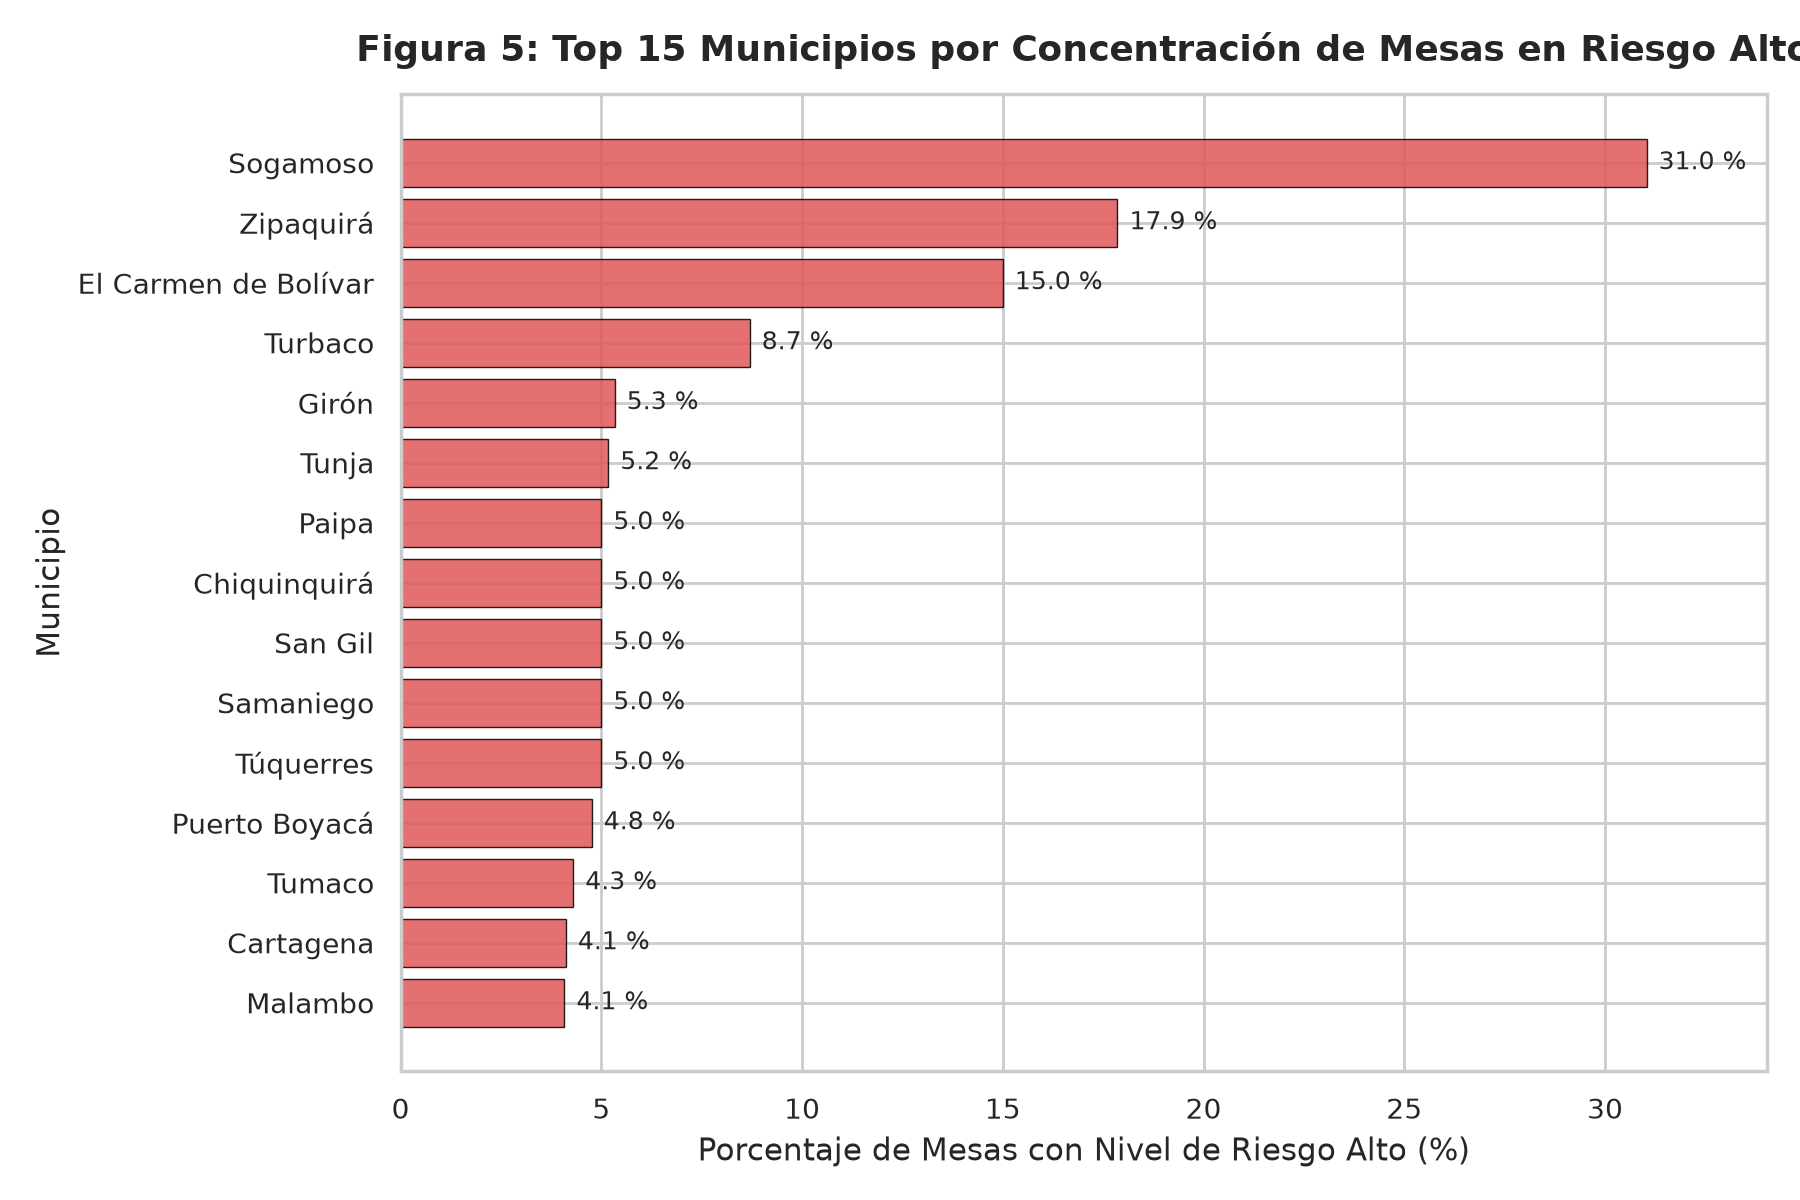 Figura 5: Top 15 Municipios por Concentración de Mesas en Riesgo Alto
Sogamoso 31.0 %
Zipaquirá 17.9 %
El Carmen de Bolívar 15.0 %
Turbaco 8.7 %
Girón 5.3 %
Tunja 5.2 %
Paipa 5.0 %
Chiquinquirá 5.0 %
San Gil 5.0 %
Samaniego 5.0 %
Túquerres 5.0 %
Puerto Boyacá 4.8 %
Tumaco 4.3 %
Cartagena 4.1 %
Malambo 4.1 %
Municipio
0 5 10 15 20 25 30
Porcentaje de Mesas con Nivel de Riesgo Alto (%)